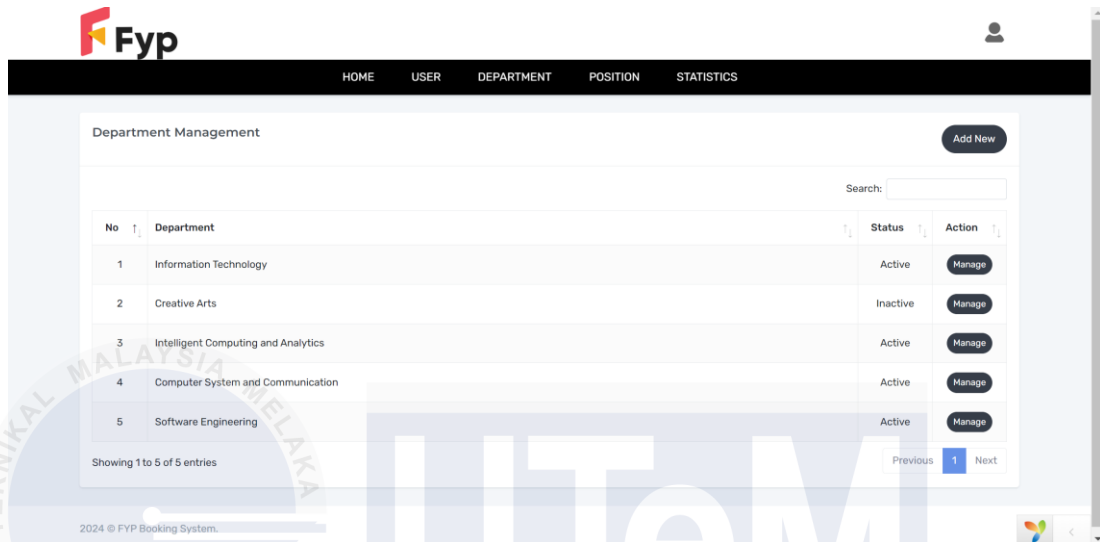 Fyp
HOME USER DEPARTMENT POSITION STATISTICS
Department Management
Add New
Search:
No Department Status Action
1 Information Technology Active Manage
2 Creative Arts Inactive Manage
3 Intelligent Computing and Analytics Active Manage
4 Computer System and Communication Active Manage
5 Software Engineering Active Manage
Showing 1 to 5 of 5 entries
Previous 1 Next
2024 © FYP Booking System.
MALAYSIA MELAKA
UTeM